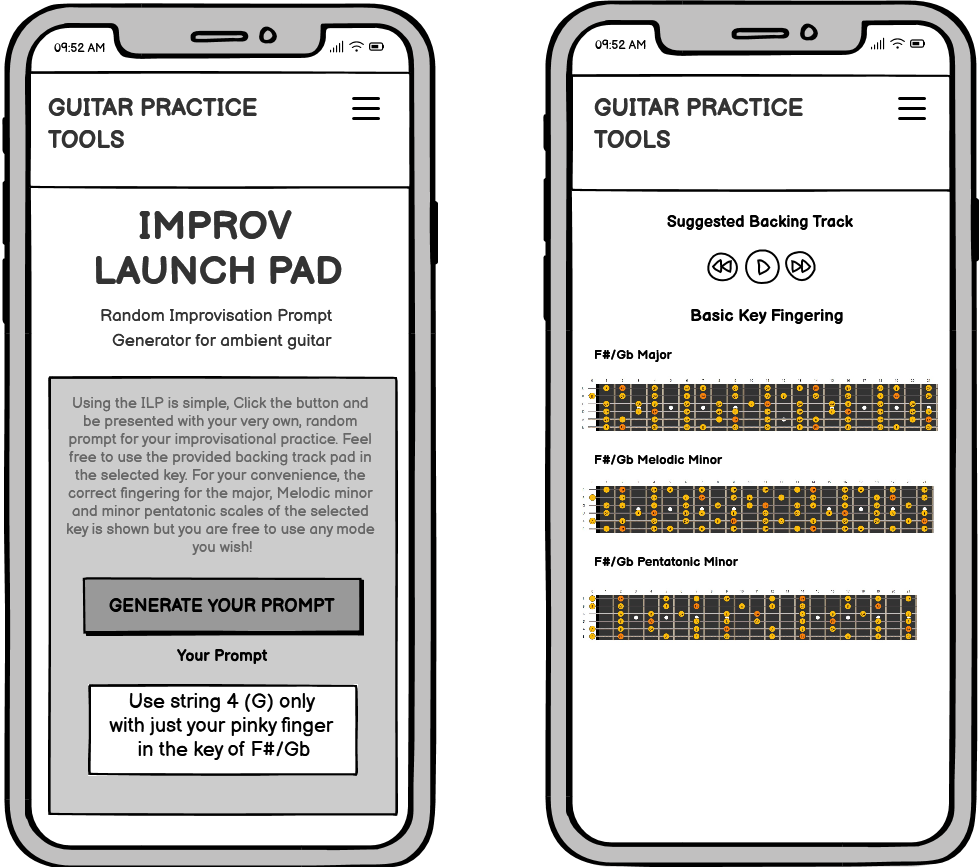 09:52 AM
GUITAR PRACTICE
TOOLS
IMPROV
LAUNCH PAD
Random Improvisation Prompt
Generator for ambient guitar
Using the ILP is simple, Click the button and
be presented with your very own, random
prompt for your improvisational practice. Feel
free to use the provided backing track pad in
the selected key. For your convenience, the
correct fingering for the major, Melodic minor
and minor pentatonic scales of the selected
key is shown but you are free to use any mode
you wish!
GENERATE YOUR PROMPT
Your Prompt
Use string 4 (G) only
with just your pinky finger
in the key of F#/Gb
09:52 AM
GUITAR PRACTICE
TOOLS
Suggested Backing Track
Basic Key Fingering
F#/Gb Major
F#/Gb Melodic Minor
F#/Gb Pentatonic Minor